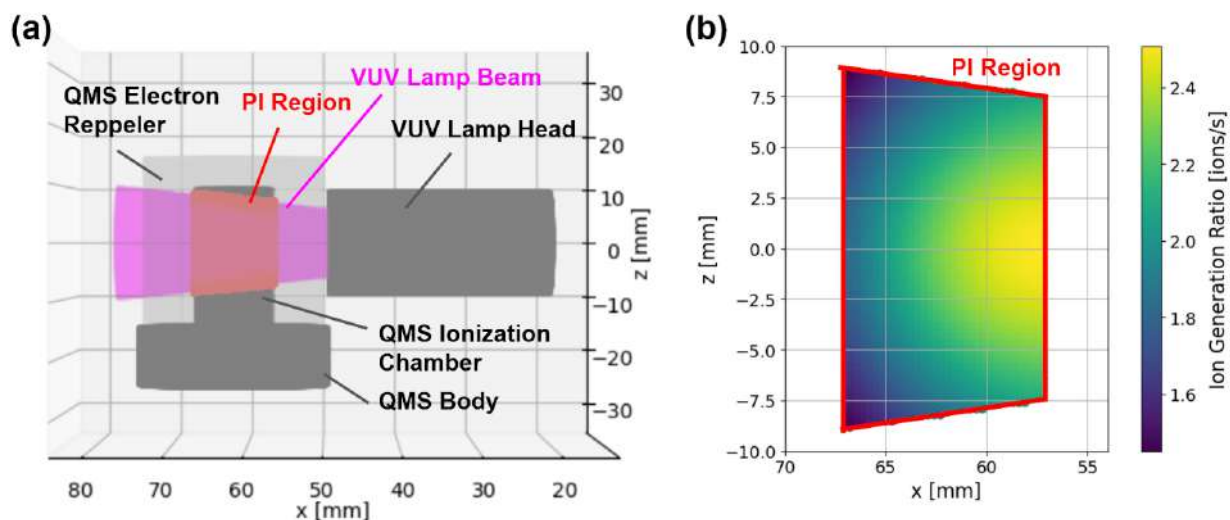 (a)
QMS Electron
Reppeler
PI Region
VUV Lamp Beam
VUV Lamp Head
QMS Ionization
Chamber
QMS Body
30
20
10
0
−10
−20
−30
z [mm]
80 70 60 50 40 30 20
x [mm]
(b)
PI Region
10.0
7.5
5.0
2.5
0.0
−2.5
−5.0
−7.5
−10.0
z [mm]
70 65 60 55
x [mm]
2.4
2.2
2.0
1.8
1.6
Ion Generation Ratio [ions/s]